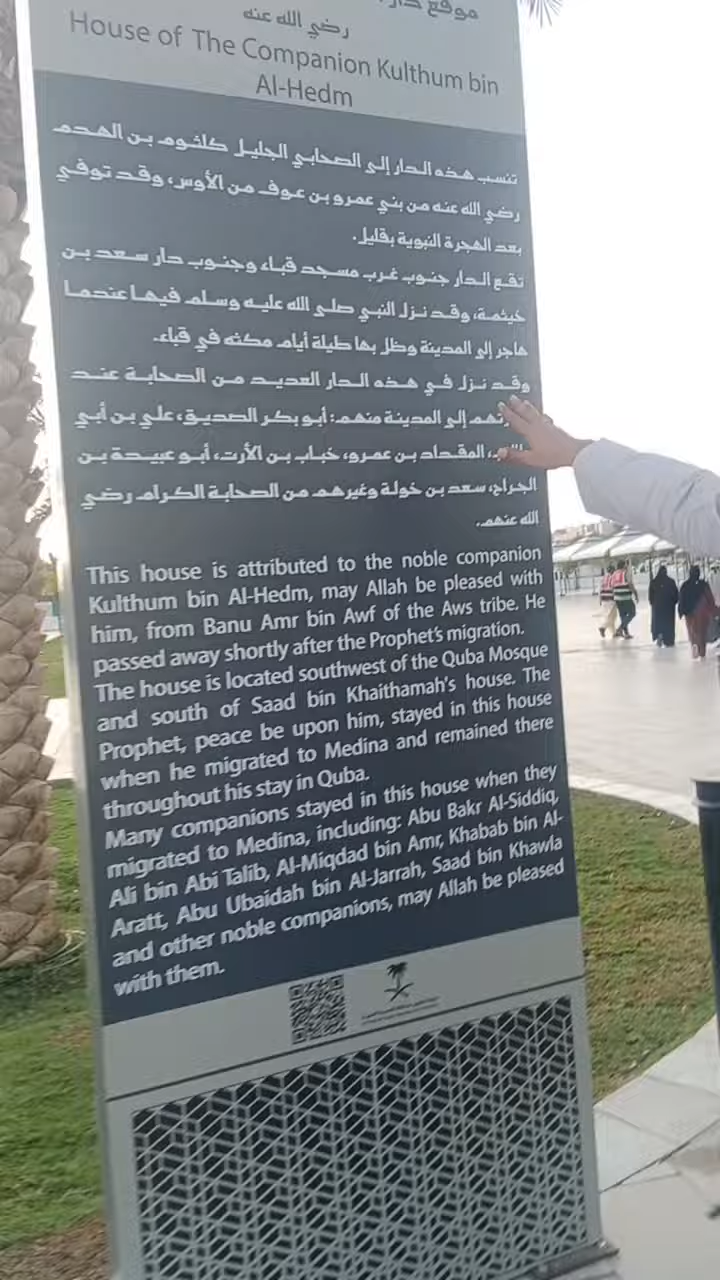 موقع دار
رضي الله عنه
House of The Companion Kulthum bin
Al-Hedm
تنسب هذه الدار إلى الصحابي الجليل كلثوم بن الهدم
رضي الله عنه من بني عمرو بن عوف من الأوس، وقد توفي
بعد الهجرة النبوية بقليل.
تقع الدار جنوب غرب مسجد قباء وجنوب دار سعد بن
خيثمة، وقد نزل النبي صلى الله عليه وسلم فيها عندما
هاجر إلى المدينة وظل بها طيلة أيام مكثه في قباء.
وقد نزل في هذه الدار العديد من الصحابة عند
إلى المدينة منهم: أبو بكر الصديق، علي بن أبي
المقداد بن عمرو، خباب بن الأرت، أبو عبيدة بن
الجراح، سعد بن خولة وغيرهم من الصحابة الكرام رضي
الله عنهم.
This house is attributed to the noble companion
Kulthum bin Al-Hedm, may Allah be pleased with
him, from Banu Amr bin Awf of the Aws tribe. He
passed away shortly after the Prophet's migration.
The house is located southwest of the Quba Mosque
and south of Saad bin Khaithamah's house. The
Prophet, peace be upon him, stayed in this house
when he migrated to Medina and remained there
throughout his stay in Quba.
Many companions stayed in this house when they
migrated to Medina, including: Abu Bakr Al-Siddiq,
Ali bin Abi Talib, Al-Miqdad bin Amr, Khabab bin Al-
Aratt, Abu Ubaidah bin Al-Jarrah, Saad bin Khawla
and other noble companions, may Allah be pleased
with them.